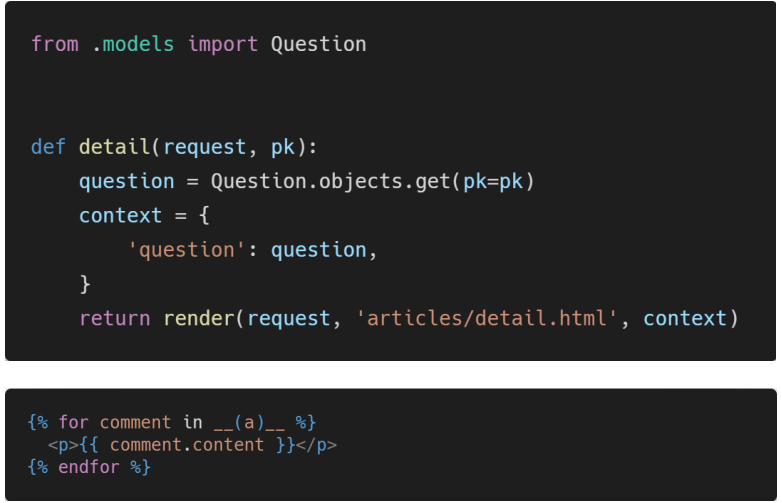 from .models import Question
def detail(request, pk):
    question = Question.objects.get(pk=pk)
    context = {
        'question': question,
    }
    return render(request, 'articles/detail.html', context)
{% for comment in __(a)__ %}
  <p>{{ comment.content }}</p>
{% endfor %}